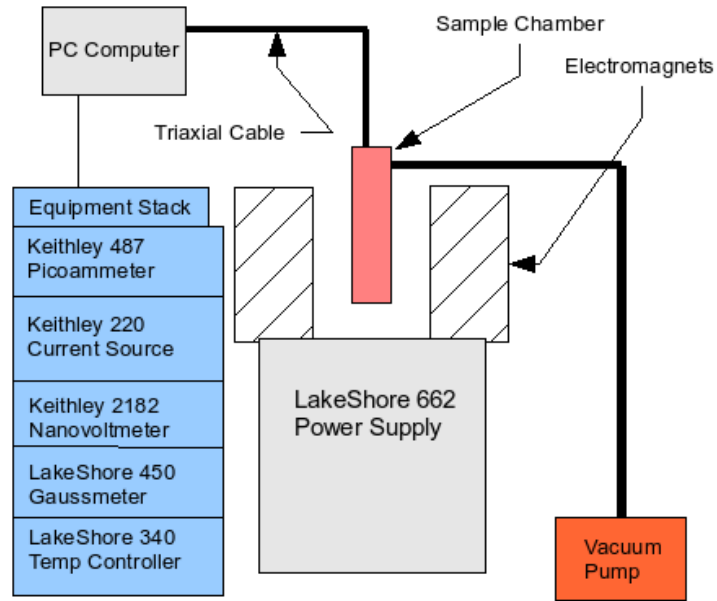 PC Computer
Sample Chamber
Electromagnets
Triaxial Cable
Equipment Stack
Keithley 487
Picoammeter
Keithley 220
Current Source
Keithley 2182
Nanovoltmeter
LakeShore 450
Gaussmeter
LakeShore 340
Temp Controller
LakeShore 662
Power Supply
Vacuum
Pump